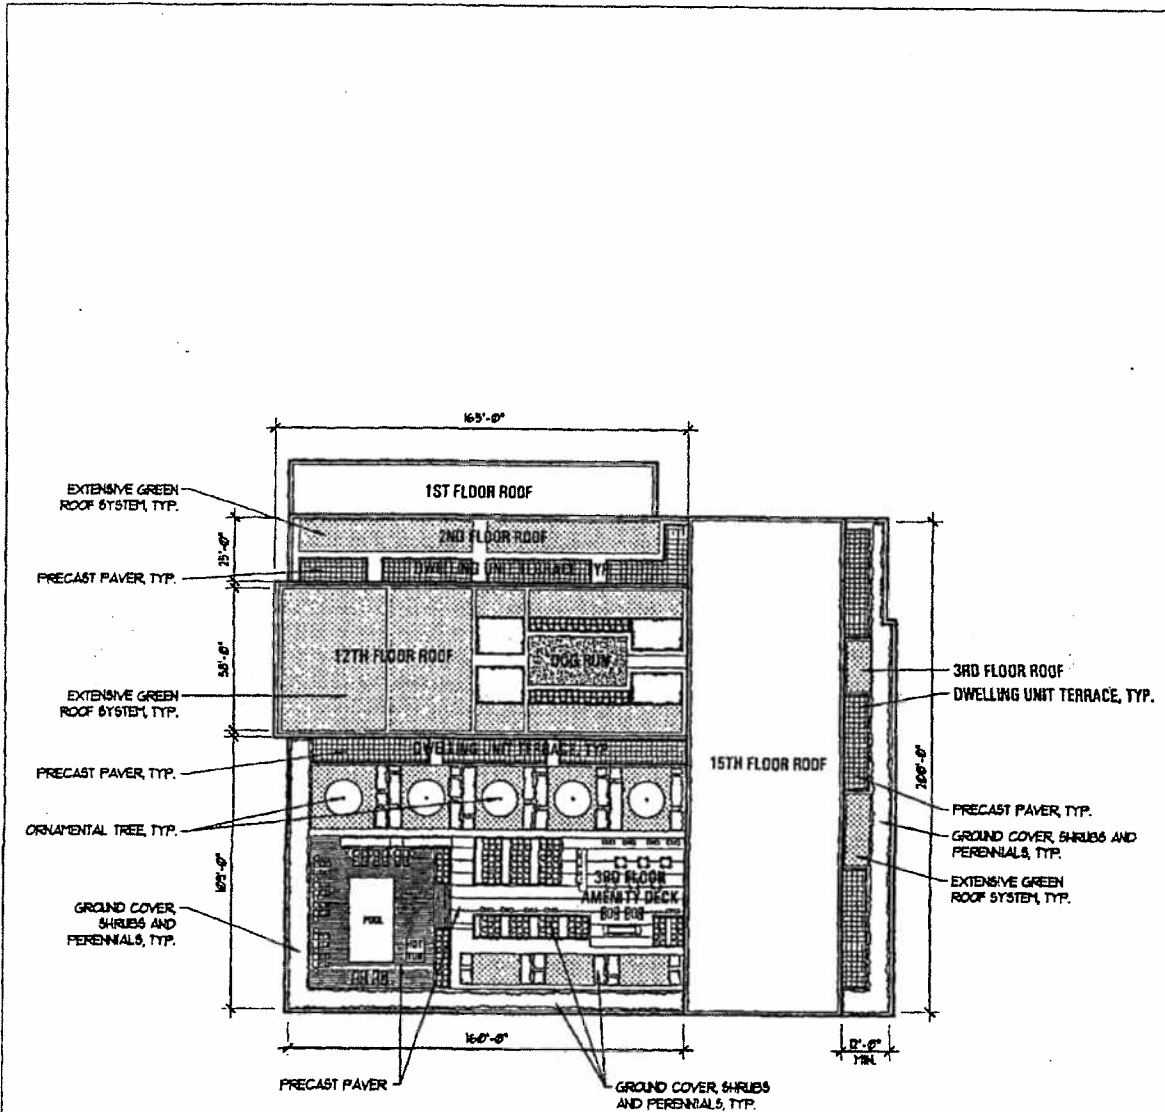 165'-0"
1ST FLOOR ROOF
EXTENSIVE GREEN
ROOF SYSTEM, TYP.
2ND FLOOR ROOF
25'-0"
PRECAST PAVER, TYP.
DWELLING UNIT TERRACE TYP
12TH FLOOR ROOF
DOG RUN
58'-0"
EXTENSIVE GREEN
ROOF SYSTEM, TYP.
3RD FLOOR ROOF
DWELLING UNIT TERRACE, TYP.
DWELLING UNIT TERRACE, TYP.
PRECAST PAVER, TYP.
15TH FLOOR ROOF
200'-0"
PRECAST PAVER, TYP.
ORNAMENTAL TREE, TYP.
GROUND COVER, SHRUBS AND
PERENNIALS, TYP.
3RD FLOOR
AMENITY DECK
EXTENSIVE GREEN
ROOF SYSTEM, TYP.
GROUND COVER,
SHRUBS AND
PERENNIALS, TYP.
POOL
HOT
TUB
160'-0"
12'-0"
MIN.
PRECAST PAVER
GROUND COVER, SHRUBS
AND PERENNIALS, TYP.